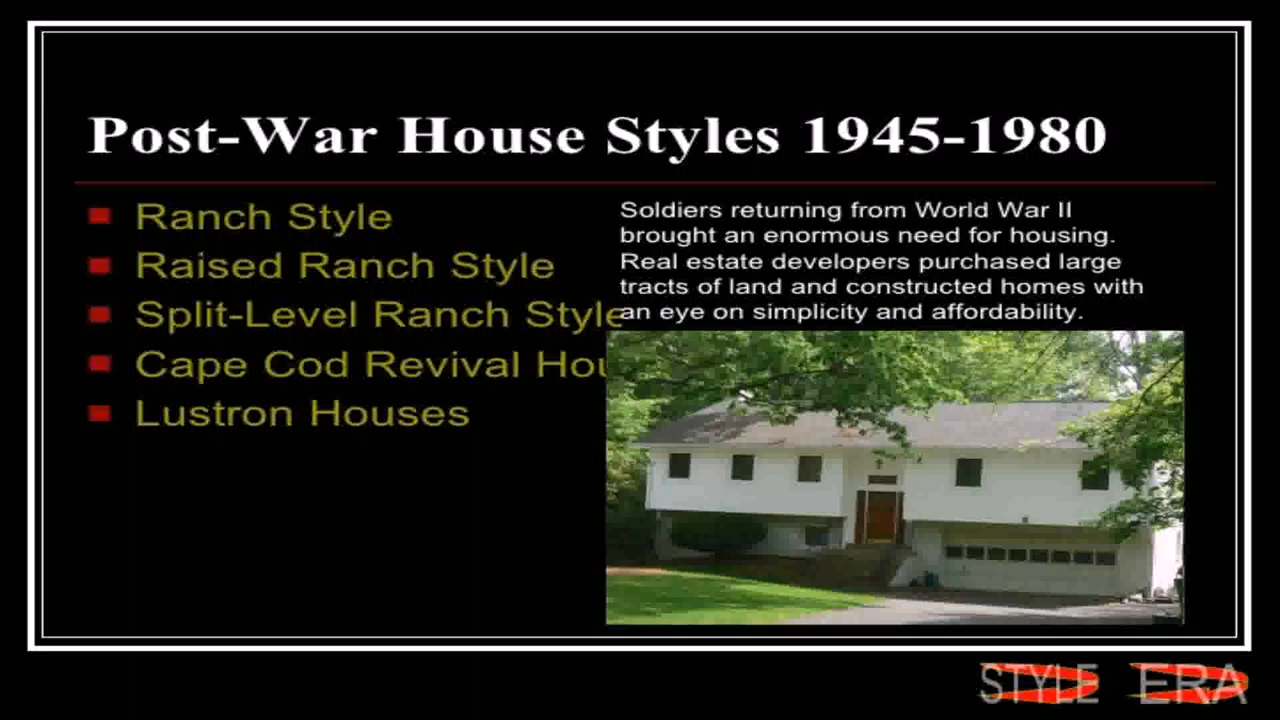 Post-War House Styles 1945-1980
Ranch Style
Raised Ranch Style
Split-Level Ranch Style
Cape Cod Revival Hou
Lustron Houses
Soldiers returning from World War II
brought an enormous need for housing.
Real estate developers purchased large
tracts of land and constructed homes with
an eye on simplicity and affordability.
STYLE ERA